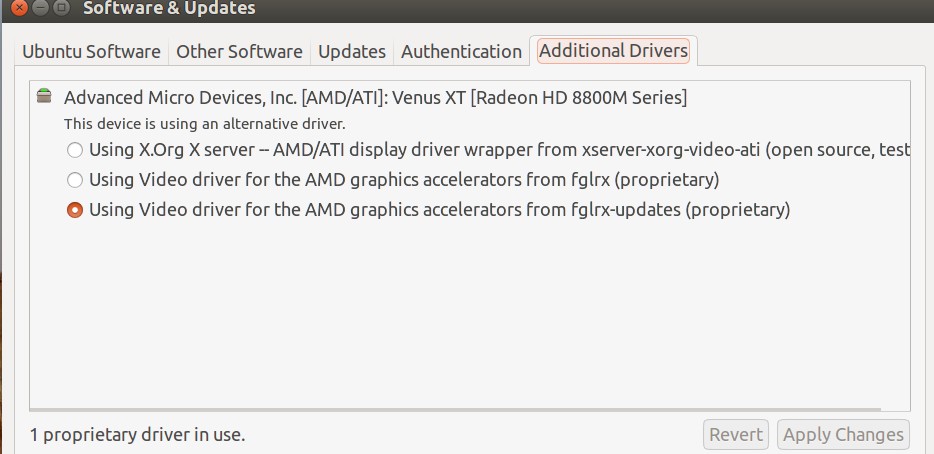 Software & Updates
Ubuntu Software Other Software Updates Authentication Additional Drivers
Advanced Micro Devices, Inc. [AMD/ATI]: Venus XT [Radeon HD 8800M Series]
This device is using an alternative driver.
Using X.Org X server -- AMD/ATI display driver wrapper from xserver-xorg-video-ati (open source, test
Using Video driver for the AMD graphics accelerators from fglrx (proprietary)
Using Video driver for the AMD graphics accelerators from fglrx-updates (proprietary)
1 proprietary driver in use. Revert Apply Changes